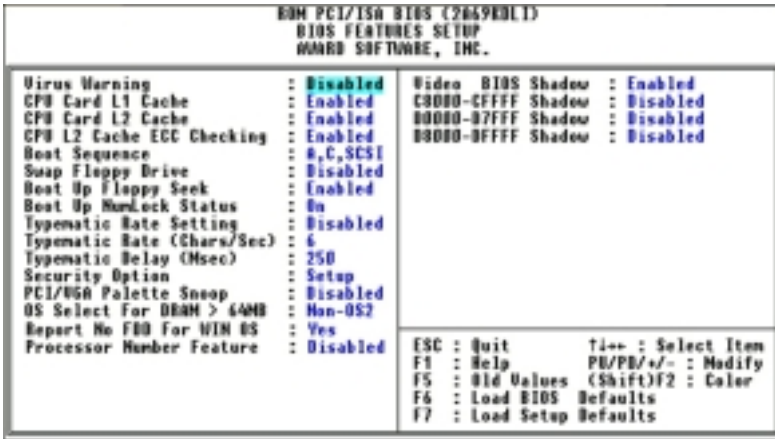 ROM PCI/ISA BIOS (2A69KDLI)
BIOS FEATURES SETUP
AWARD SOFTWARE, INC.
Virus Warning : Disabled
CPU Card L1 Cache : Enabled
CPU Card L2 Cache : Enabled
CPU L2 Cache ECC Checking : Enabled
Boot Sequence : A,C,SCSI
Swap Floppy Drive : Disabled
Boot Up Floppy Seek : Enabled
Boot Up NumLock Status : On
Typematic Rate Setting : Disabled
Typematic Rate (Chars/Sec) : 6
Typematic Delay (Msec) : 250
Security Option : Setup
PCI/VGA Palette Snoop : Disabled
OS Select For DRAM > 64MB : Non-OS2
Report No FDD For WIN OS : Yes
Processor Number Feature : Disabled
Video BIOS Shadow : Enabled
C8000-CFFFF Shadow : Disabled
D0000-D7FFF Shadow : Disabled
D8000-DFFFF Shadow : Disabled
ESC : Quit ↑↓→← : Select Item
F1 : Help PU/PD/+/- : Modify
F5 : Old Values (Shift)F2 : Color
F6 : Load BIOS Defaults
F7 : Load Setup Defaults